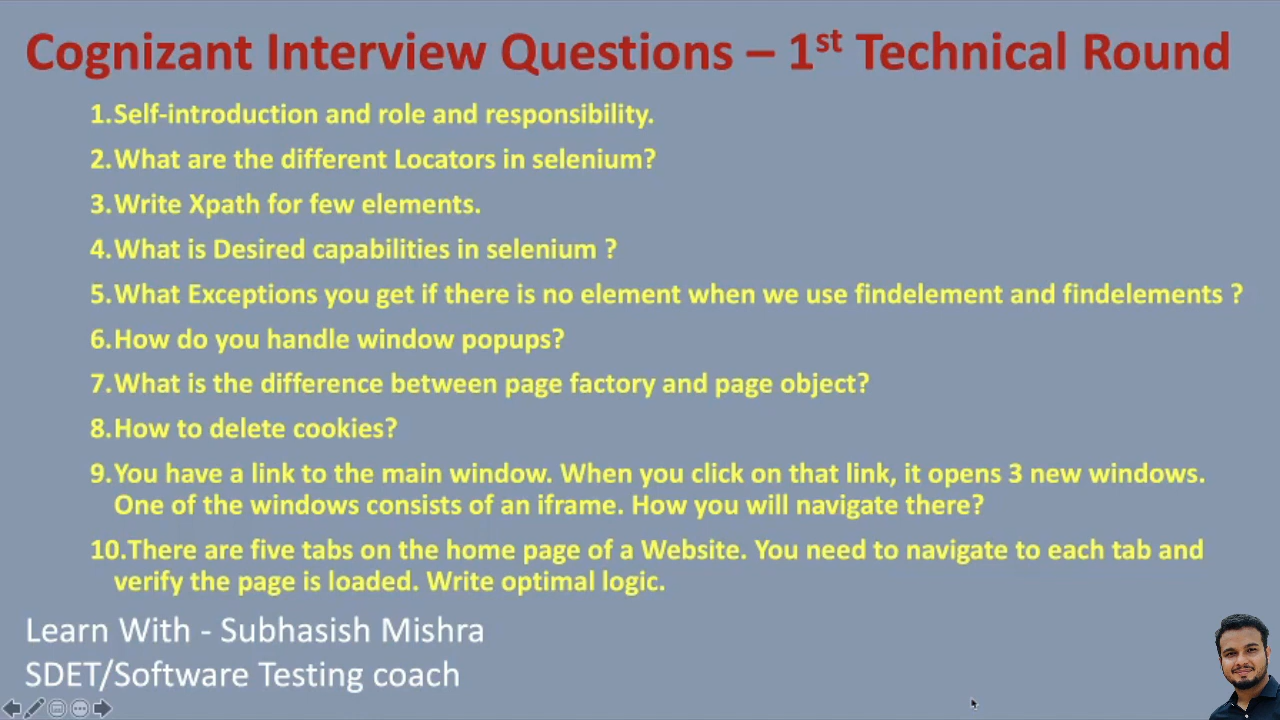 Cognizant Interview Questions – 1st Technical Round
1.Self-introduction and role and responsibility.
2.What are the different Locators in selenium?
3.Write Xpath for few elements.
4.What is Desired capabilities in selenium ?
5.What Exceptions you get if there is no element when we use findelement and findelements ?
6.How do you handle window popups?
7.What is the difference between page factory and page object?
8.How to delete cookies?
9.You have a link to the main window. When you click on that link, it opens 3 new windows.
One of the windows consists of an iframe. How you will navigate there?
10.There are five tabs on the home page of a Website. You need to navigate to each tab and
verify the page is loaded. Write optimal logic.
Learn With - Subhasish Mishra
SDET/Software Testing coach